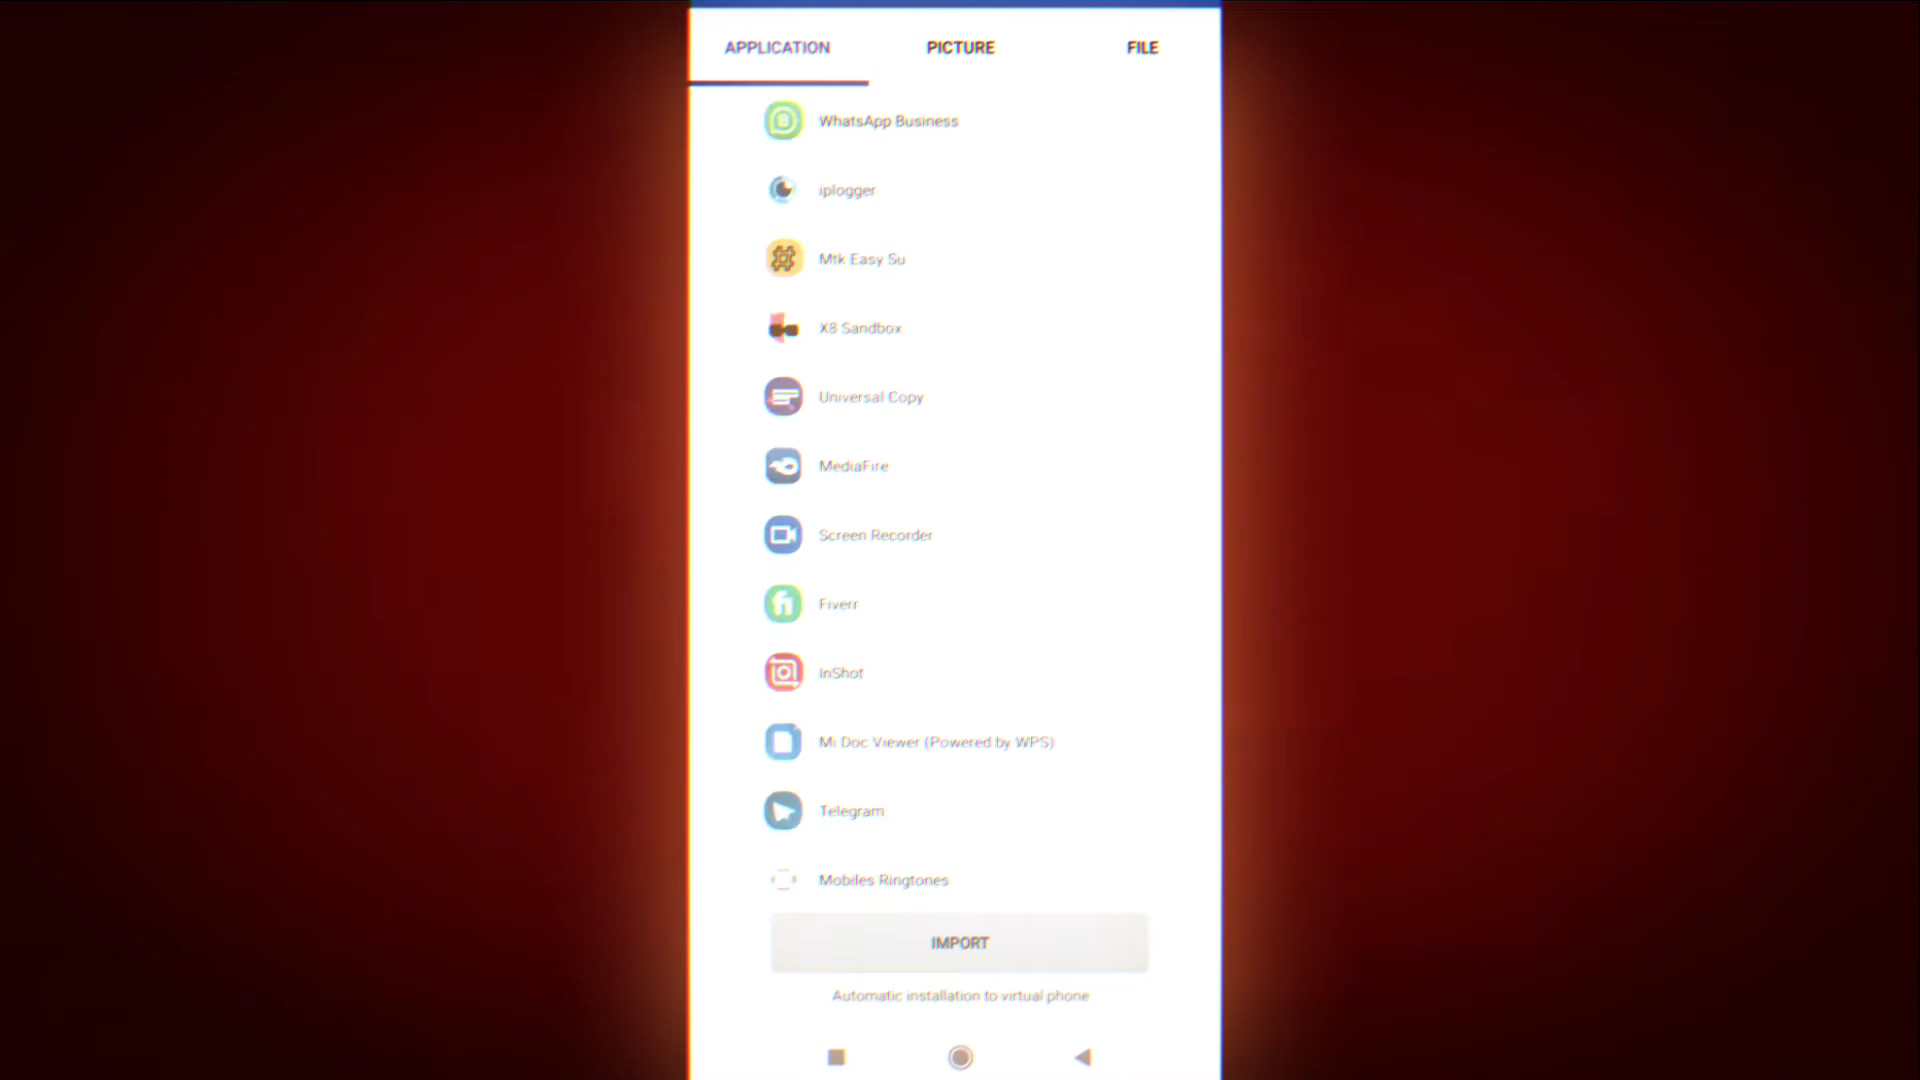 APPLICATION PICTURE FILE
WhatsApp Business
iplogger
Mtk Easy Su
X8 Sandbox
Universal Copy
MediaFire
Screen Recorder
Fiverr
InShot
Mi Doc Viewer (Powered by WPS)
Telegram
Mobiles Ringtones
IMPORT
Automatic installation to virtual phone